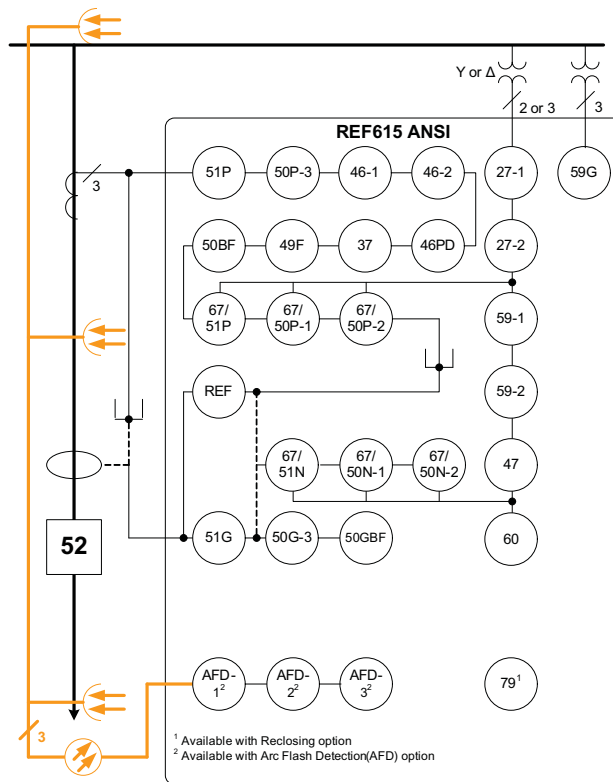 Y or Δ
2 or 3
3
REF615 ANSI
3
51P
50P-3
46-1
46-2
27-1
59G
50BF
49F
37
46PD
27-2
67/
51P
67/
50P-1
67/
50P-2
59-1
REF
59-2
67/
51N
67/
50N-1
67/
50N-2
47
52
51G
50G-3
50GBF
60
AFD-
1²
AFD-
2²
AFD-
3²
79¹
3
¹ Available with Reclosing option
² Available with Arc Flash Detection(AFD) option